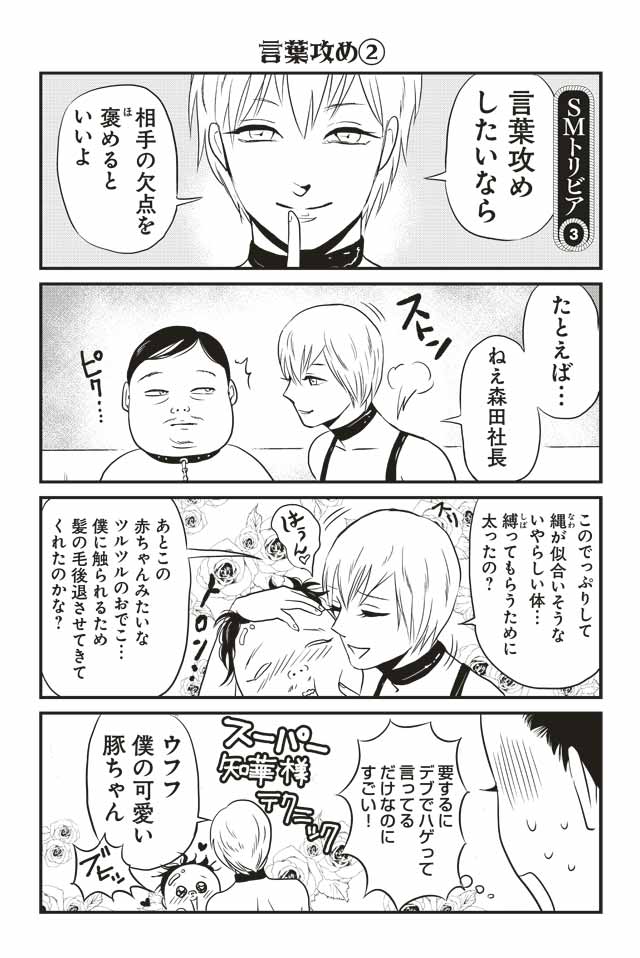 言葉攻め②
SMトリビア
3
言葉攻め
したいなら
相手の欠点を
褒めると
ほ
いいよ
たとえば…
ねえ森田社長
ストン
ピク…
このでっぷりして
縄が似合いそうな
なわ
いやらしい体…
縛ってもらうために
しば
太ったの?
スリ…
はぅん♡
あとこの
赤ちゃんみたいな
ツルツルのおでこ…
僕に触られるため
髪の毛後退させてきて
くれたのかな?
ペロン…
要するに
デブでハゲって
言ってる
だけなのに
すごい!
スーパー
知華様
テクニック
ウフフ
僕の可愛い
豚ちゃん
ブヒッ…